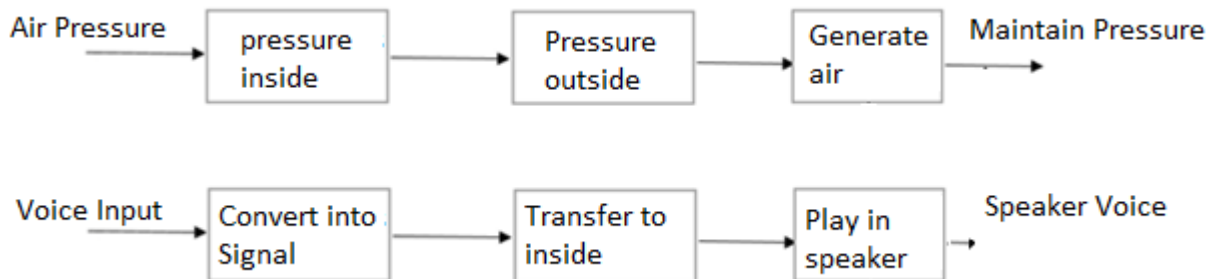 Air Pressure
pressure
inside
Pressure
outside
Generate
air
Maintain Pressure
Voice Input
Convert into
Signal
Transfer to
inside
Play in
speaker
Speaker Voice